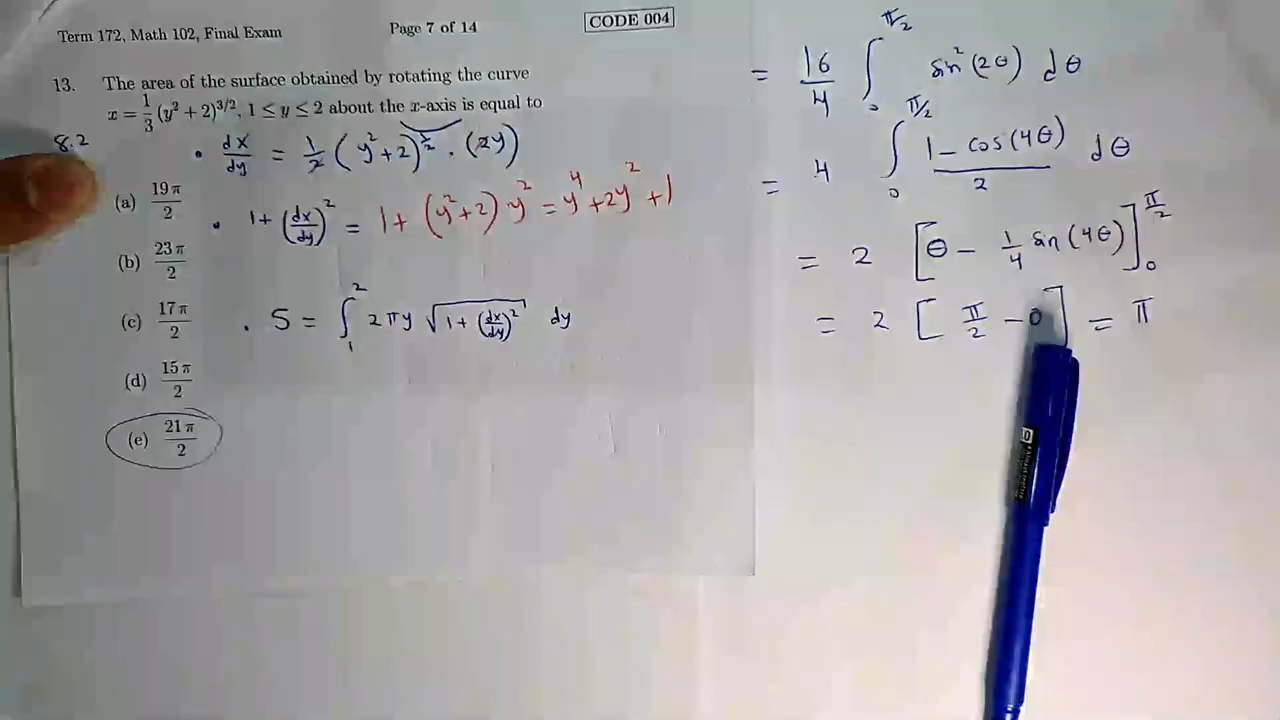 Term 172, Math 102, Final Exam Page 7 of 14 CODE 004
13. The area of the surface obtained by rotating the curve
x = 1/3 (y² + 2)^{3/2}, 1 ≤ y ≤ 2 about the x-axis is equal to
8.2
• dx/dy = 1/2 (y²+2)^{1/2} · (2y)
(a) 19π/2
• 1 + (dx/dy)² = 1 + (y²+2) y² = y⁴ + 2y² + 1
(b) 23π/2
(c) 17π/2
• S = ∫₁² 2πy √(1 + (dx/dy)²) dy
(d) 15π/2
(e) 21π/2
= 16/4 ∫₀^{π/2} sin²(2θ) dθ
= 4 ∫₀^{π/2} (1 - cos(4θ))/2 dθ
= 2 [θ - 1/4 sin(4θ)]₀^{π/2}
= 2 [π/2 - 0] = π